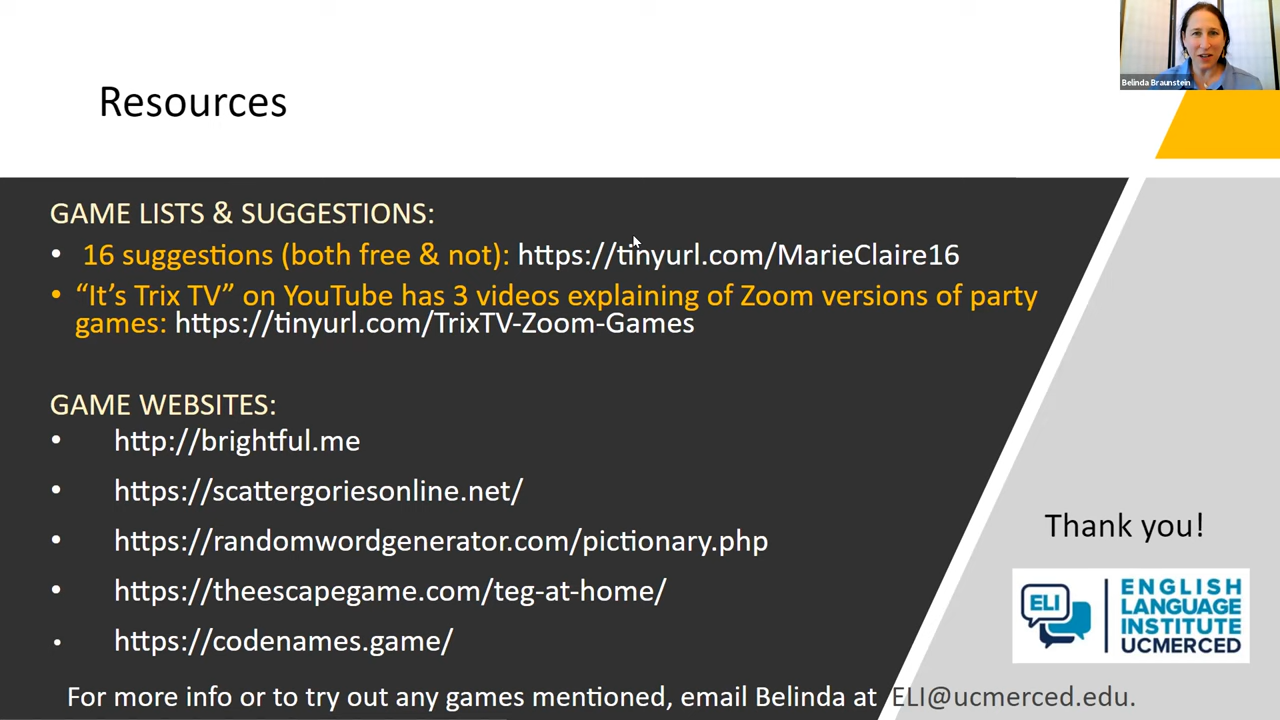 Belinda Braunstein
Resources
GAME LISTS & SUGGESTIONS:
• 16 suggestions (both free & not): https://tinyurl.com/MarieClaire16
• “It’s Trix TV” on YouTube has 3 videos explaining of Zoom versions of party
games: https://tinyurl.com/TrixTV-Zoom-Games
GAME WEBSITES:
• http://brightful.me
• https://scattergoriesonline.net/
• https://randomwordgenerator.com/pictionary.php
• https://theescapegame.com/teg-at-home/
• https://codenames.game/
For more info or to try out any games mentioned, email Belinda at ELI@ucmerced.edu.
Thank you!
ELI
ENGLISH
LANGUAGE
INSTITUTE
UCMERCED